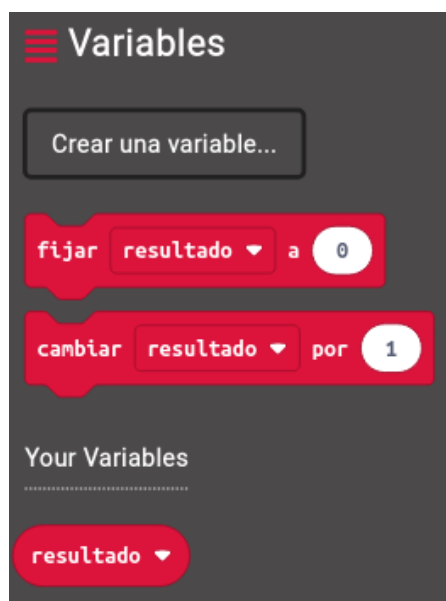 Variables
Crear una variable...
fijar resultado a 0
cambiar resultado por 1
Your Variables
resultado